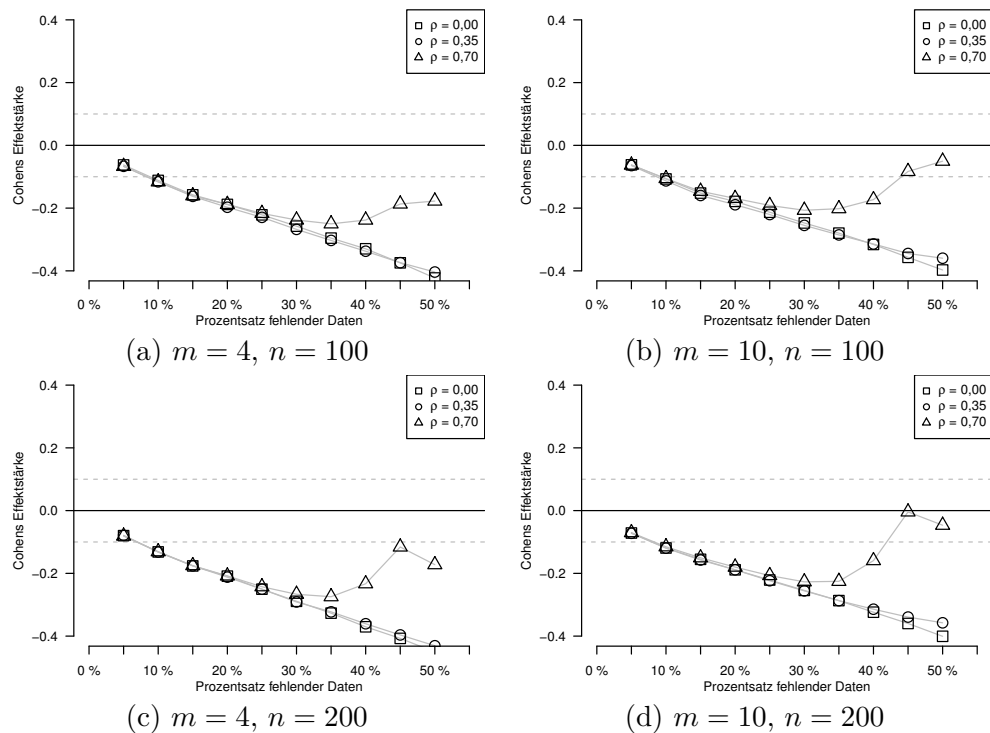 0.4
0.2
0.0
−0.2
−0.4
Cohens Effektstärke
ρ = 0,00
ρ = 0,35
ρ = 0,70
0 % 10 % 20 % 30 % 40 % 50 %
Prozentsatz fehlender Daten
(a) m = 4, n = 100
0.4
0.2
0.0
−0.2
−0.4
Cohens Effektstärke
ρ = 0,00
ρ = 0,35
ρ = 0,70
0 % 10 % 20 % 30 % 40 % 50 %
Prozentsatz fehlender Daten
(b) m = 10, n = 100
0.4
0.2
0.0
−0.2
−0.4
Cohens Effektstärke
ρ = 0,00
ρ = 0,35
ρ = 0,70
0 % 10 % 20 % 30 % 40 % 50 %
Prozentsatz fehlender Daten
(c) m = 4, n = 200
0.4
0.2
0.0
−0.2
−0.4
Cohens Effektstärke
ρ = 0,00
ρ = 0,35
ρ = 0,70
0 % 10 % 20 % 30 % 40 % 50 %
Prozentsatz fehlender Daten
(d) m = 10, n = 200